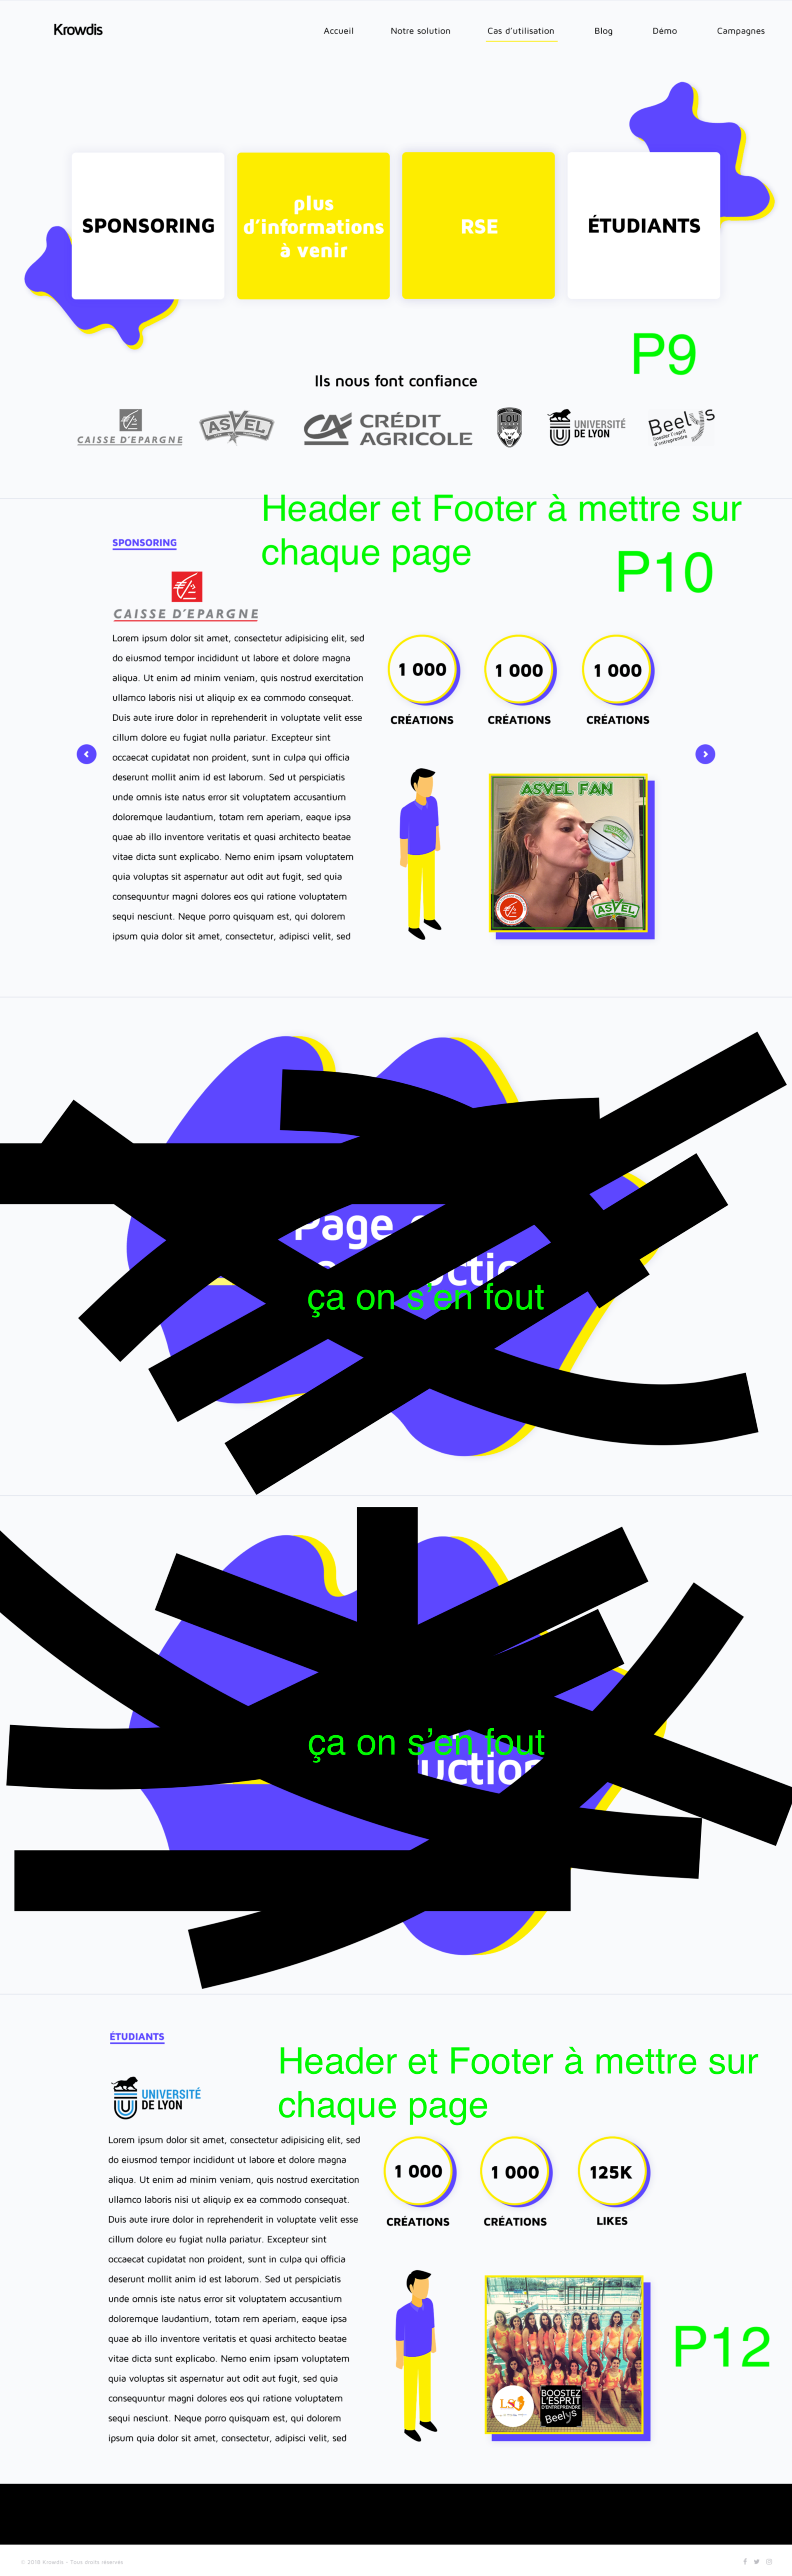 Krowdis
Accueil Notre solution Cas d'utilisation Blog Démo Campagnes
SPONSORING
plus
d'informations
à venir
RSE
ÉTUDIANTS
P9
Ils nous font confiance
CAISSE D'EPARGNE
ASVEL
CRÉDIT
AGRICOLE
LOU
UNIVERSITÉ
DE LYON
Beelys
Booster l'esprit
d'entreprendre
Header et Footer à mettre sur
chaque page
P10
SPONSORING
CAISSE D'EPARGNE
Lorem ipsum dolor sit amet, consectetur adipisicing elit, sed
do eiusmod tempor incididunt ut labore et dolore magna
aliqua. Ut enim ad minim veniam, quis nostrud exercitation
ullamco laboris nisi ut aliquip ex ea commodo consequat.
Duis aute irure dolor in reprehenderit in voluptate velit esse
cillum dolore eu fugiat nulla pariatur. Excepteur sint
occaecat cupidatat non proident, sunt in culpa qui officia
deserunt mollit anim id est laborum. Sed ut perspiciatis
unde omnis iste natus error sit voluptatem accusantium
doloremque laudantium, totam rem aperiam, eaque ipsa
quae ab illo inventore veritatis et quasi architecto beatae
vitae dicta sunt explicabo. Nemo enim ipsam voluptatem
quia voluptas sit aspernatur aut odit aut fugit, sed quia
consequuntur magni dolores eos qui ratione voluptatem
sequi nesciunt. Neque porro quisquam est, qui dolorem
ipsum quia dolor sit amet, consectetur, adipisci velit, sed
1 000 1 000 1 000
CRÉATIONS CRÉATIONS CRÉATIONS
ASVEL FAN
ASVEL
Page
ça on s'en fout
ça on s'en fout
ÉTUDIANTS
UNIVERSITÉ
DE LYON
Header et Footer à mettre sur
chaque page
Lorem ipsum dolor sit amet, consectetur adipisicing elit, sed
do eiusmod tempor incididunt ut labore et dolore magna
aliqua. Ut enim ad minim veniam, quis nostrud exercitation
ullamco laboris nisi ut aliquip ex ea commodo consequat.
Duis aute irure dolor in reprehenderit in voluptate velit esse
cillum dolore eu fugiat nulla pariatur. Excepteur sint
occaecat cupidatat non proident, sunt in culpa qui officia
deserunt mollit anim id est laborum. Sed ut perspiciatis
unde omnis iste natus error sit voluptatem accusantium
doloremque laudantium, totam rem aperiam, eaque ipsa
quae ab illo inventore veritatis et quasi architecto beatae
vitae dicta sunt explicabo. Nemo enim ipsam voluptatem
quia voluptas sit aspernatur aut odit aut fugit, sed quia
consequuntur magni dolores eos qui ratione voluptatem
sequi nesciunt. Neque porro quisquam est, qui dolorem
ipsum quia dolor sit amet, consectetur, adipisci velit, sed
1 000 1 000 125K
CRÉATIONS CRÉATIONS LIKES
LSO
BOOSTEZ
L'ESPRIT
D'ENTREPRENDRE
Beelys
P12
© 2018 Krowdis - Tous droits réservés